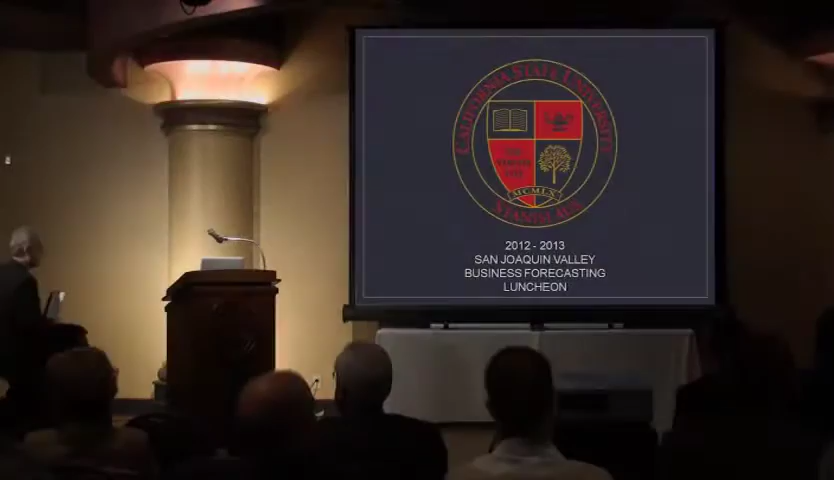 CALIFORNIA STATE UNIVERSITY
MCMLX
STANISLAUS
2012 - 2013
SAN JOAQUIN VALLEY
BUSINESS FORECASTING
LUNCHEON